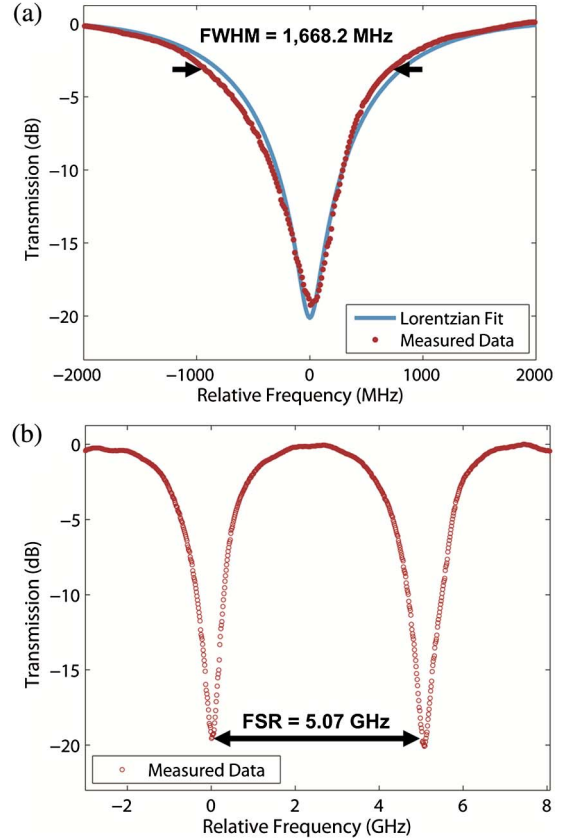 (a)
FWHM = 1,668.2 MHz
0
−5
−10
−15
−20
Transmission (dB)
Lorentzian Fit
Measured Data
−2000
−1000
0
1000
2000
Relative Frequency (MHz)
(b)
0
−5
−10
−15
−20
Transmission (dB)
FSR = 5.07 GHz
Measured Data
−2
0
2
4
6
8
Relative Frequency (GHz)